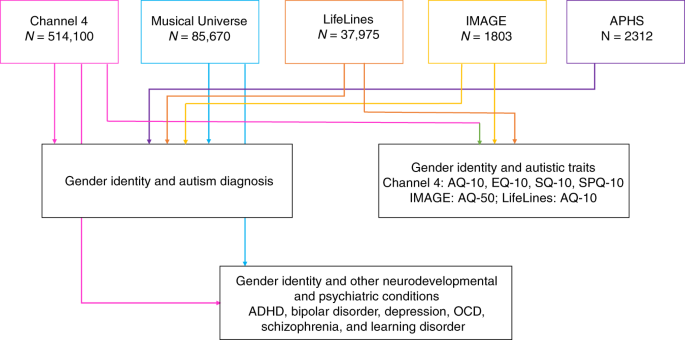 Channel 4
N = 514,100
Musical Universe
N = 85,670
LifeLines
N = 37,975
IMAGE
N = 1803
APHS
N = 2312
Gender identity and autism diagnosis
Gender identity and autistic traits
Channel 4: AQ-10, EQ-10, SQ-10, SPQ-10
IMAGE: AQ-50; LifeLines: AQ-10
Gender identity and other neurodevelopmental
and psychiatric conditions
ADHD, bipolar disorder, depression, OCD,
schizophrenia, and learning disorder